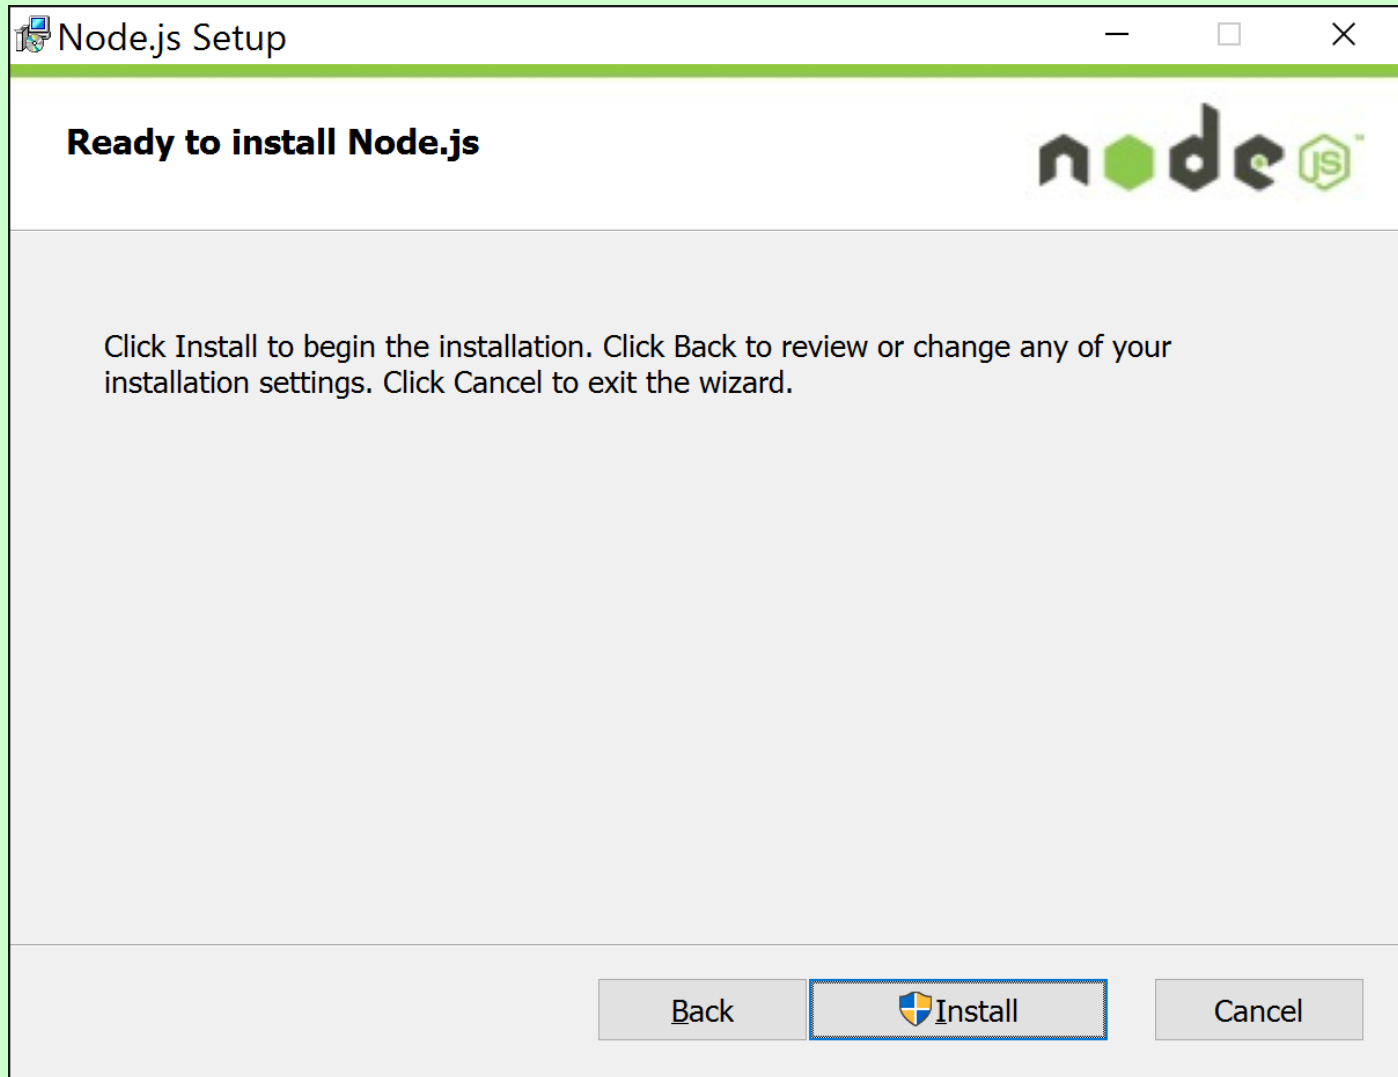 Node.js Setup
Ready to install Node.js
node JS ™
Click Install to begin the installation. Click Back to review or change any of your
installation settings. Click Cancel to exit the wizard.
Back
Install
Cancel